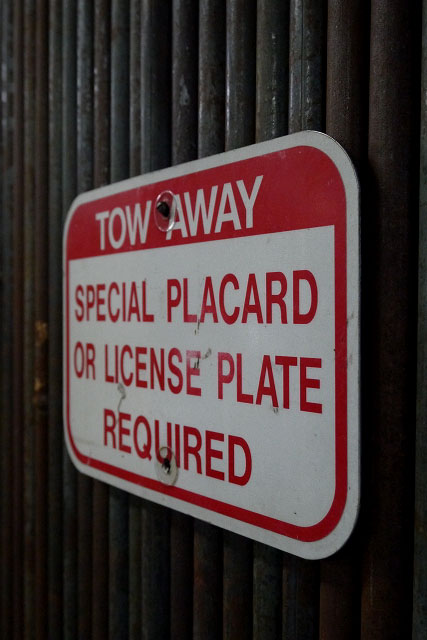 TOW AWAY
SPECIAL PLACARD
OR LICENSE PLATE
REQUIRED